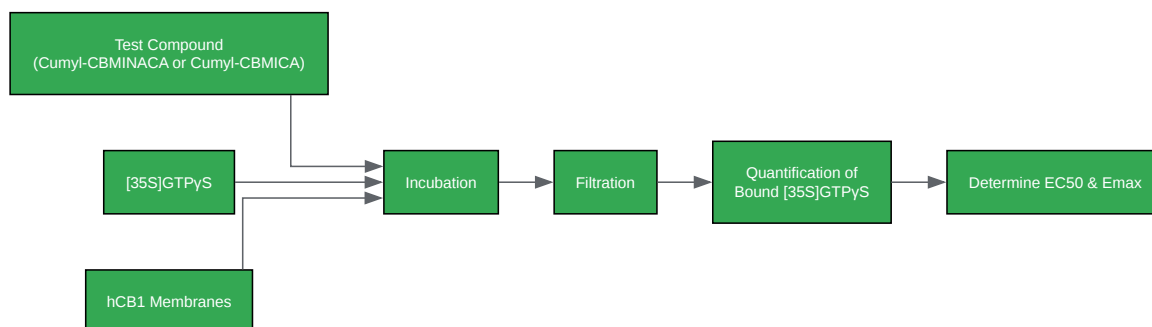 Test Compound
(Cumyl-CBMINACA or Cumyl-CBMICA)
[35S]GTPγS
Incubation
Filtration
Quantification of
Bound [35S]GTPγS
Determine EC50 & Emax
hCB1 Membranes